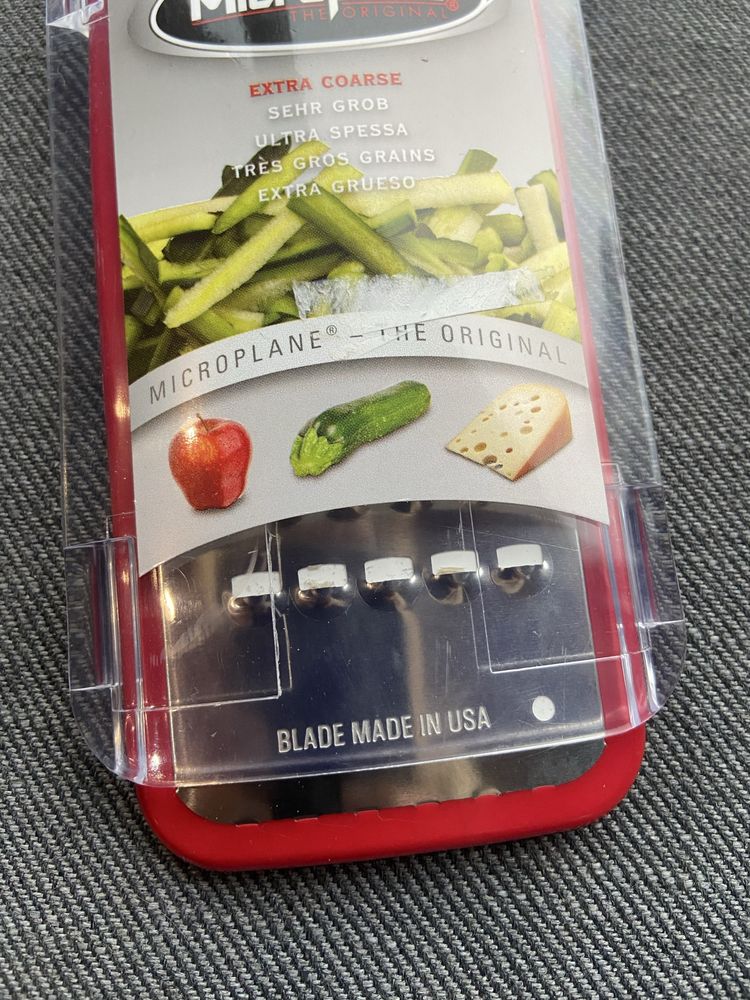 THE ORIGINAL®
EXTRA COARSE
SEHR GROB
ULTRA SPESSA
TRÈS GROS GRAINS
EXTRA GRUESO
MICROPLANE® – THE ORIGINAL
BLADE MADE IN USA